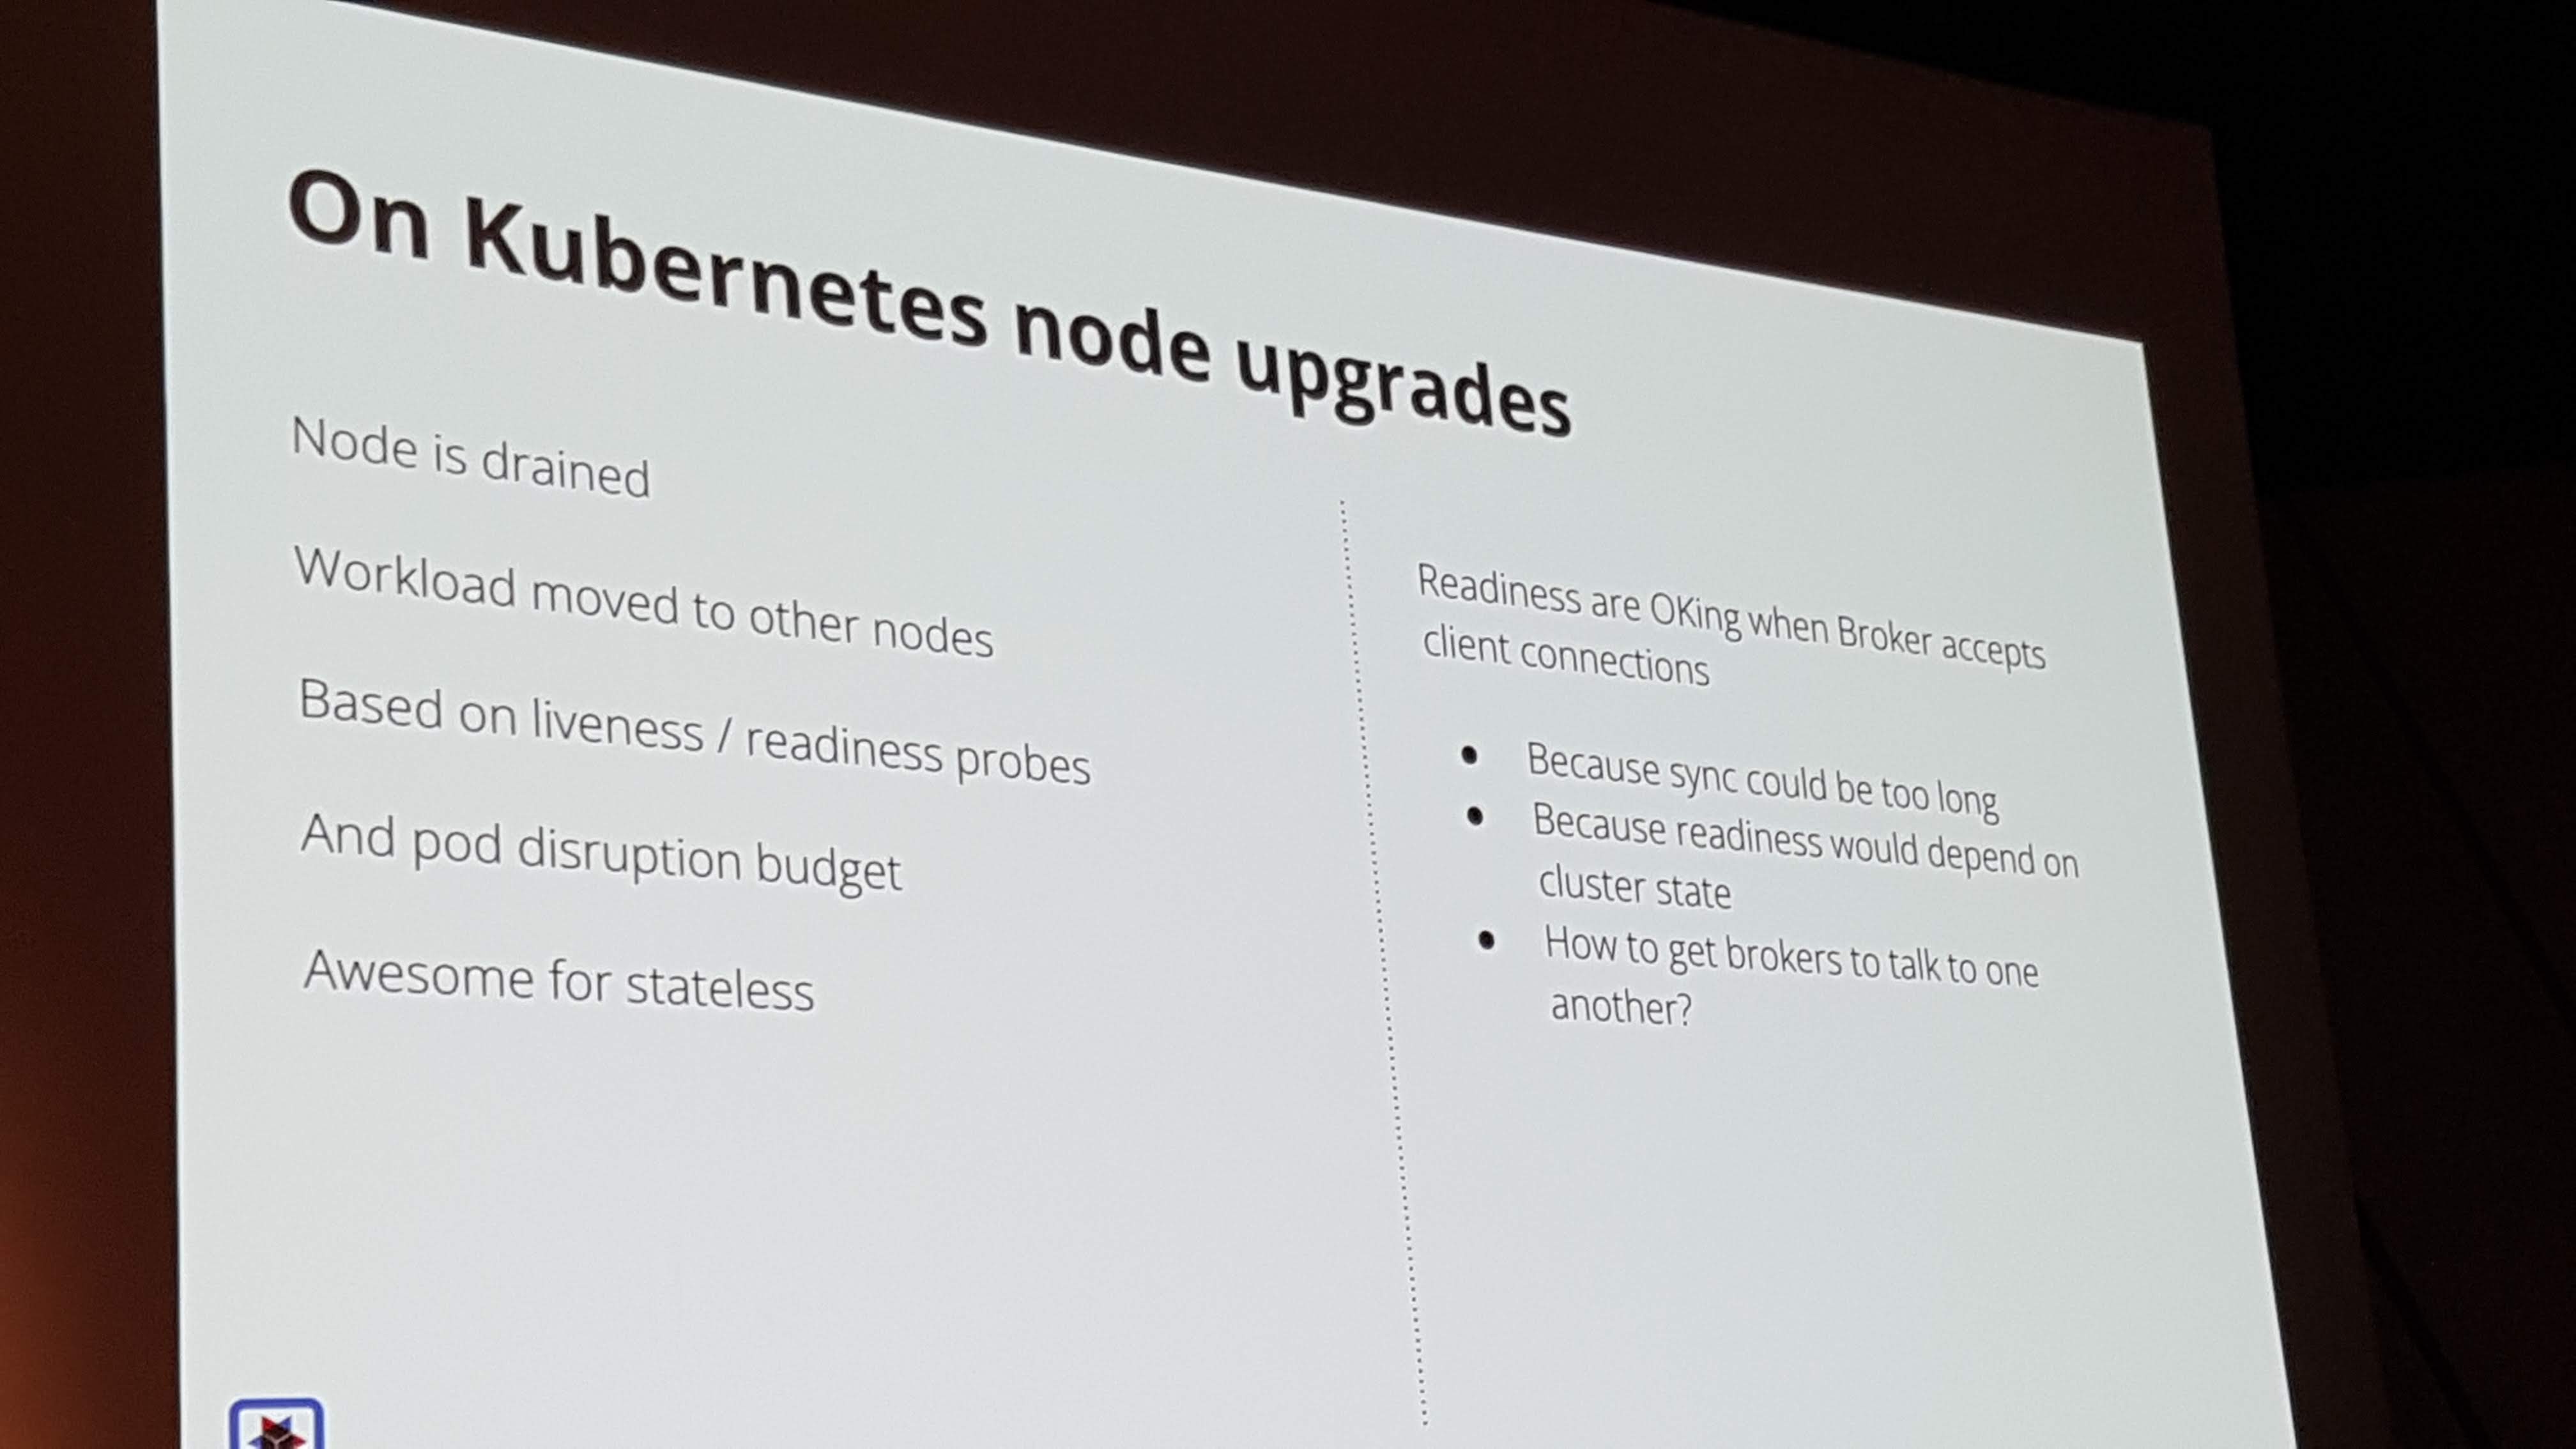 On Kubernetes node upgrades
Node is drained
Workload moved to other nodes
Based on liveness / readiness probes
And pod disruption budget
Awesome for stateless
Readiness are OKing when Broker accepts
client connections
● Because sync could be too long
● Because readiness would depend on
cluster state
● How to get brokers to talk to one
another?